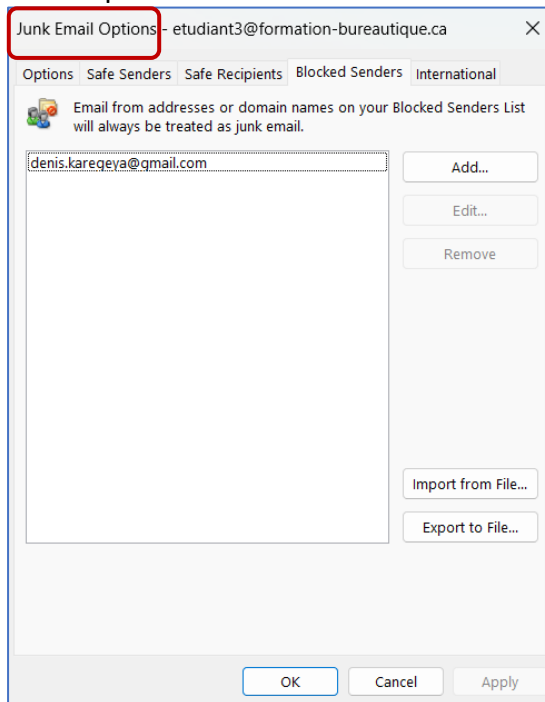 Junk Email Options - etudiant3@formation-bureautique.ca
Options Safe Senders Safe Recipients Blocked Senders International
Email from addresses or domain names on your Blocked Senders List
will always be treated as junk email.
denis.karegeya@gmail.com
Add...
Edit...
Remove
Import from File...
Export to File...
OK Cancel Apply